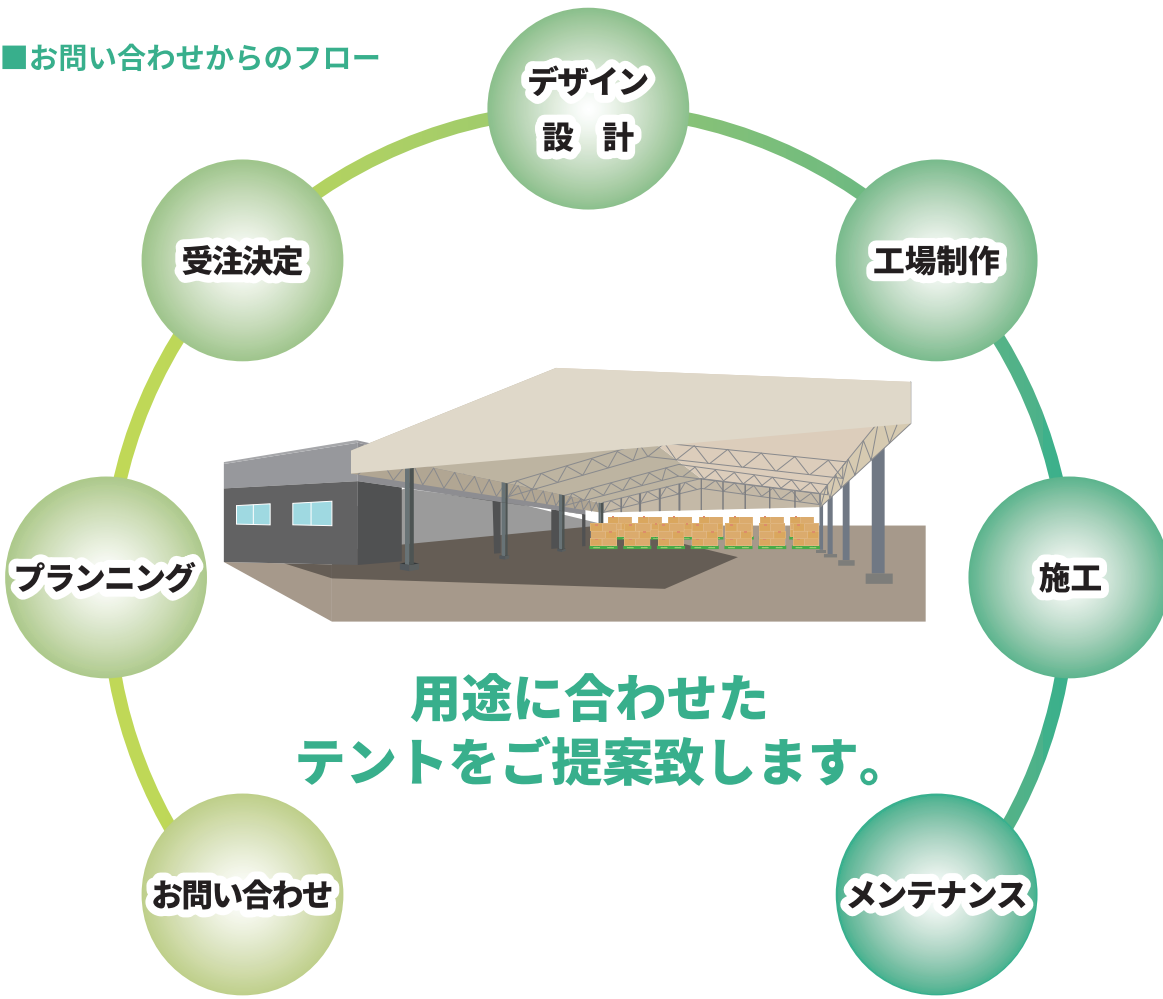 ■お問い合わせからのフロー
デザイン
設　計
受注決定
工場制作
プランニング
施工
用途に合わせた
テントをご提案致します。
お問い合わせ
メンテナンス